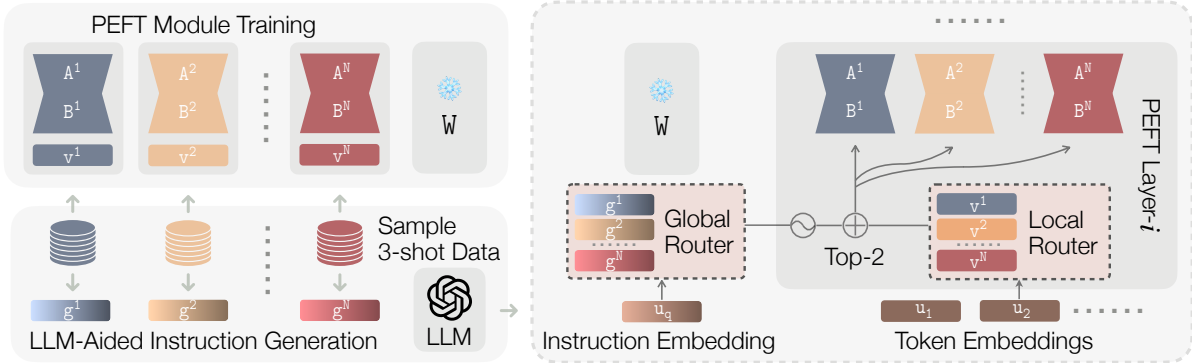 PEFT Module Training
A¹ A² Aᴺ
B¹ B² Bᴺ
W
v¹ v² vᴺ
Sample
3-shot Data
g¹ g² gᴺ
LLM
LLM-Aided Instruction Generation
W
A¹ A² Aᴺ
B¹ B² Bᴺ
PEFT Layer-i
g¹
g²
gᴺ
Global
Router
Top-2
v¹
v²
vᴺ
Local
Router
u_q
u₁ u₂
Instruction Embedding
Token Embeddings